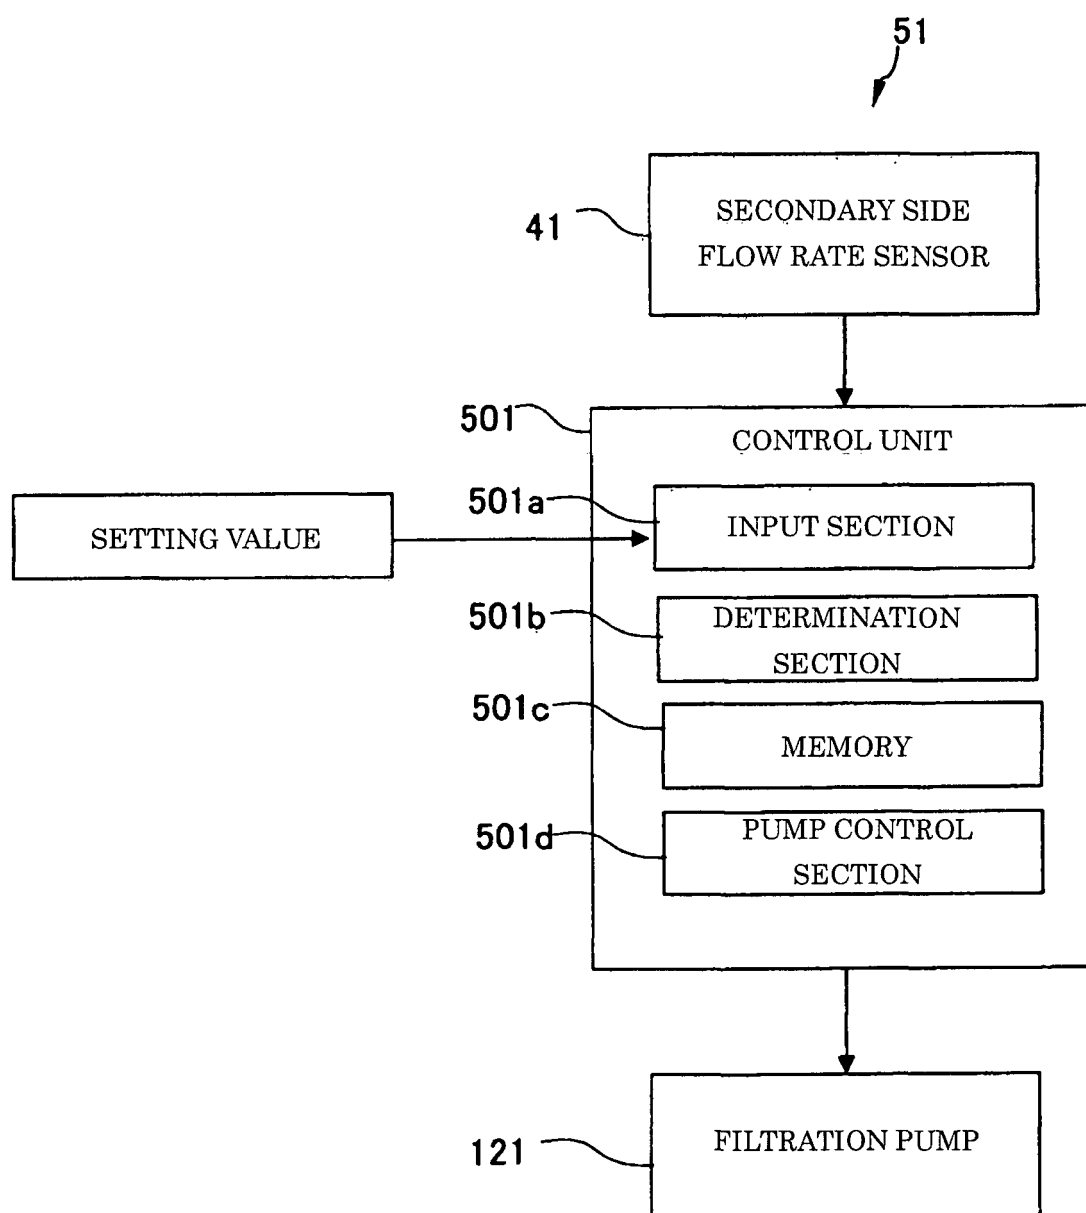 51
41
SECONDARY SIDE
FLOW RATE SENSOR
501
CONTROL UNIT
501a
INPUT SECTION
SETTING VALUE
501b
DETERMINATION
SECTION
501c
MEMORY
501d
PUMP CONTROL
SECTION
121
FILTRATION PUMP